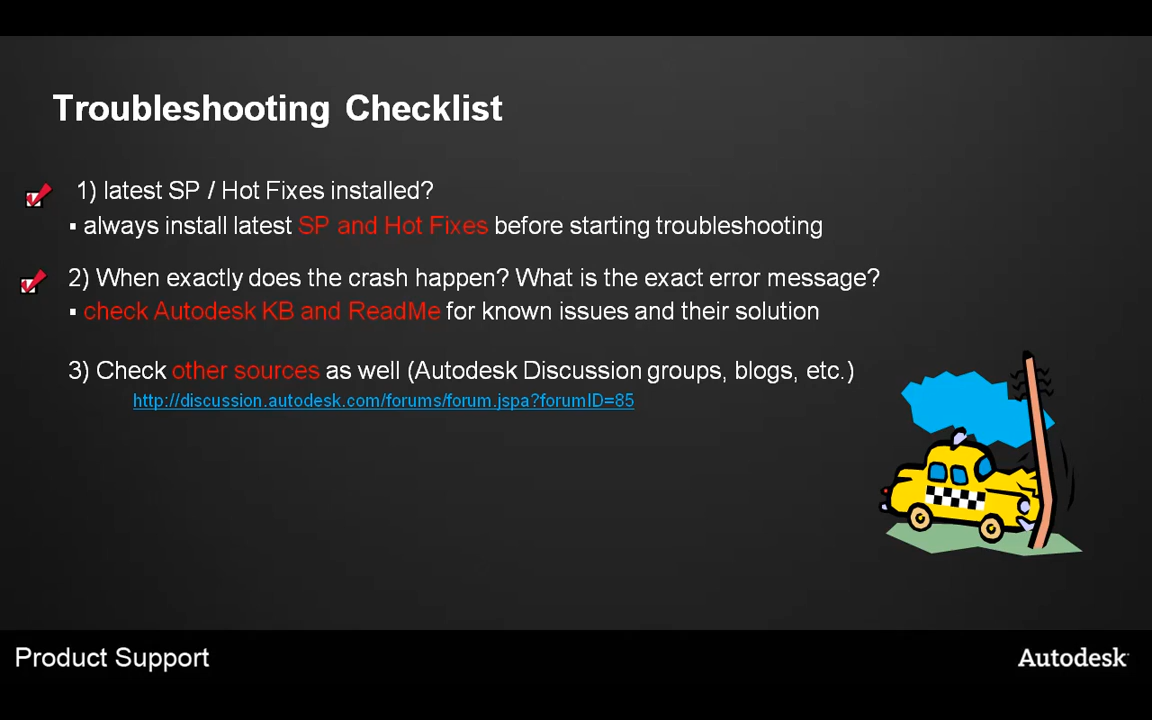 Troubleshooting Checklist
1) latest SP / Hot Fixes installed?
▪ always install latest SP and Hot Fixes before starting troubleshooting
2) When exactly does the crash happen? What is the exact error message?
▪ check Autodesk KB and ReadMe for known issues and their solution
3) Check other sources as well (Autodesk Discussion groups, blogs, etc.)
http://discussion.autodesk.com/forums/forum.jspa?forumID=85
Product Support
Autodesk